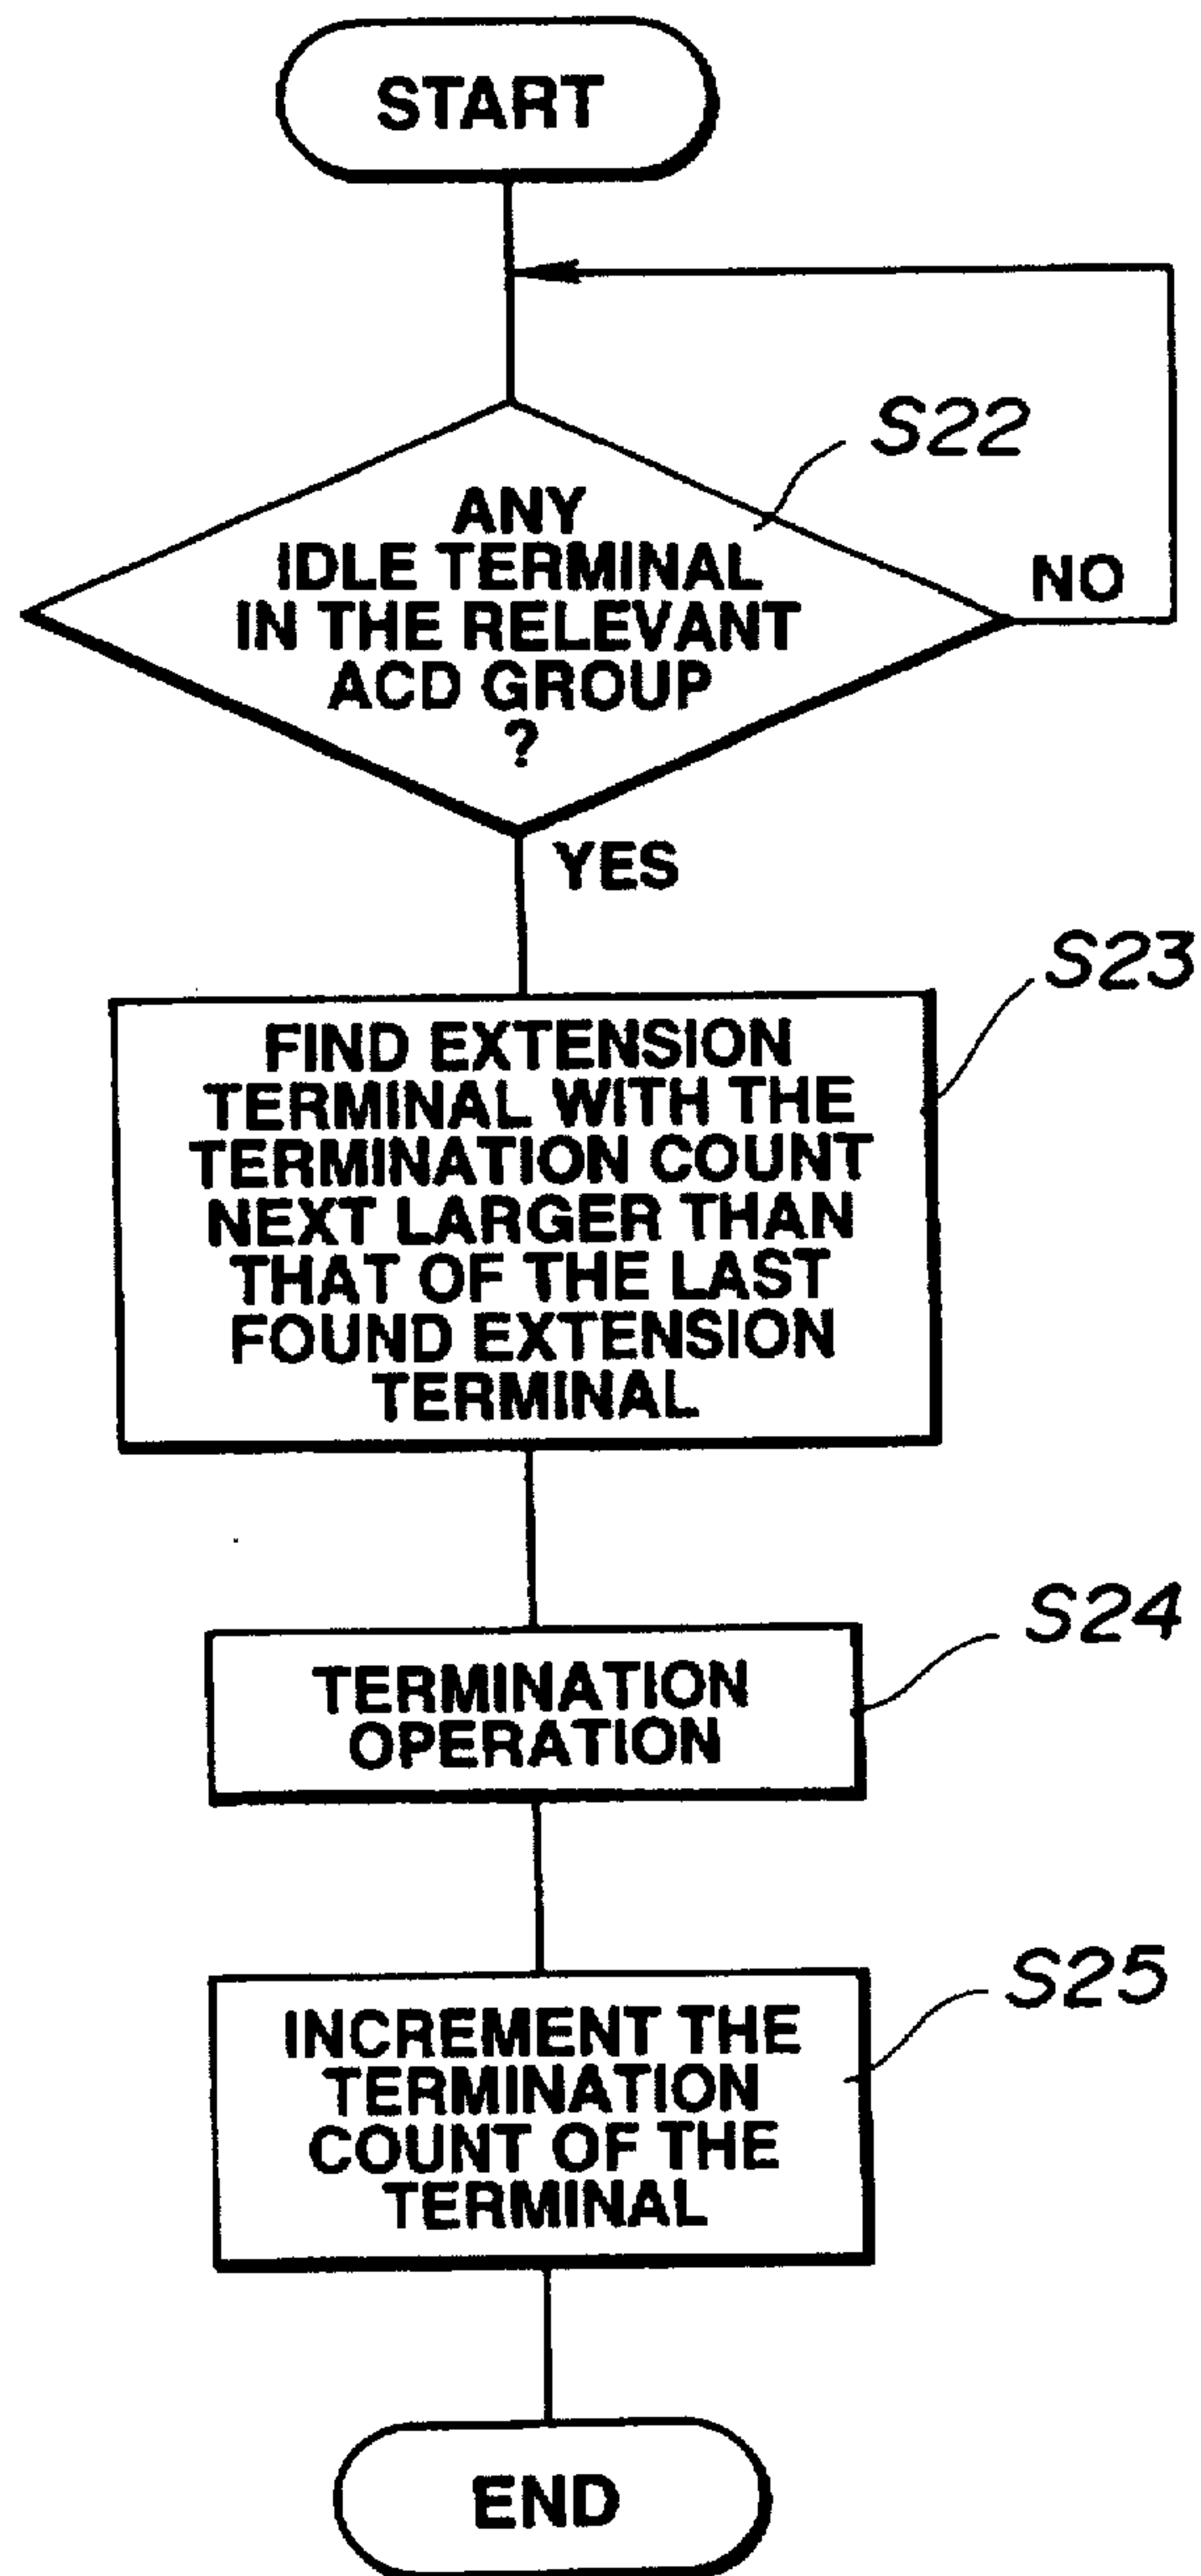 START
S22
ANY
IDLE TERMINAL
IN THE RELEVANT
ACD GROUP
?
NO
YES
S23
FIND EXTENSION
TERMINAL WITH THE
TERMINATION COUNT
NEXT LARGER THAN
THAT OF THE LAST
FOUND EXTENSION
TERMINAL
S24
TERMINATION
OPERATION
S25
INCREMENT THE
TERMINATION
COUNT OF THE
TERMINAL
END